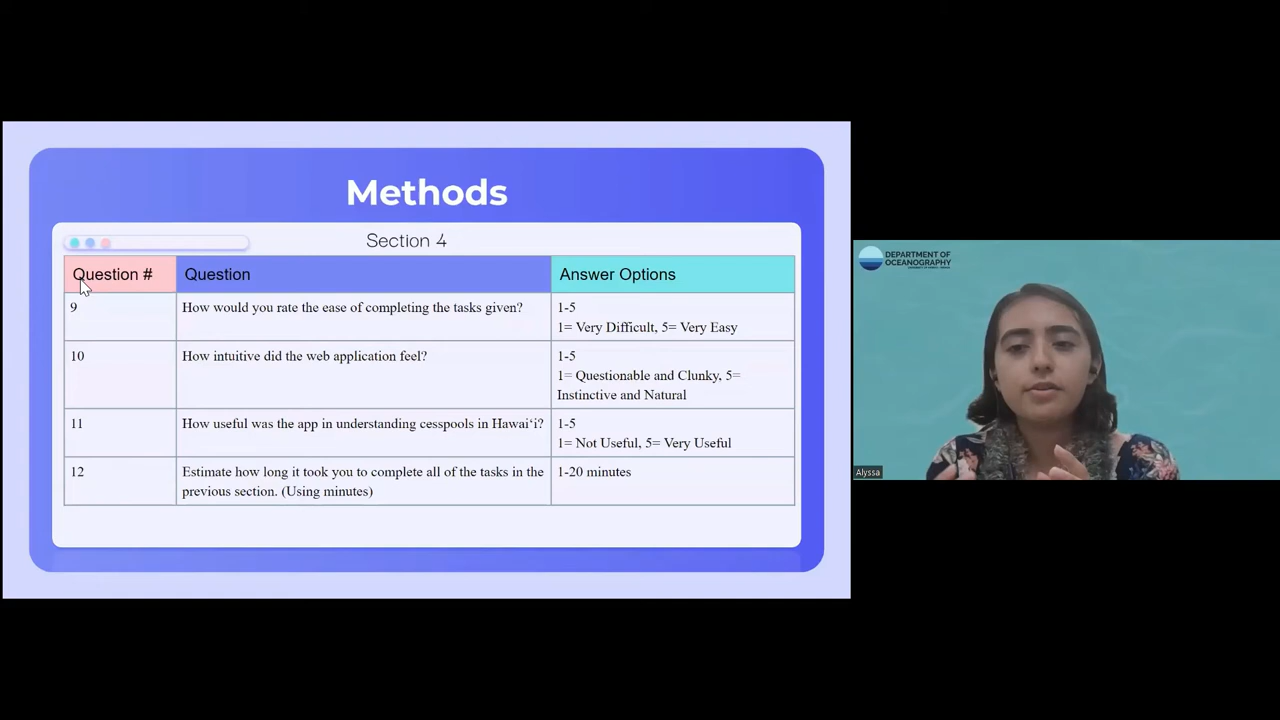 Methods
Section 4
Question #
Question
Answer Options
9
How would you rate the ease of completing the tasks given?
1-5
1= Very Difficult, 5= Very Easy
10
How intuitive did the web application feel?
1-5
1= Questionable and Clunky, 5=
Instinctive and Natural
11
How useful was the app in understanding cesspools in Hawaiʻi?
1-5
1= Not Useful, 5= Very Useful
12
Estimate how long it took you to complete all of the tasks in the
previous section. (Using minutes)
1-20 minutes
DEPARTMENT OF
OCEANOGRAPHY
Alyssa